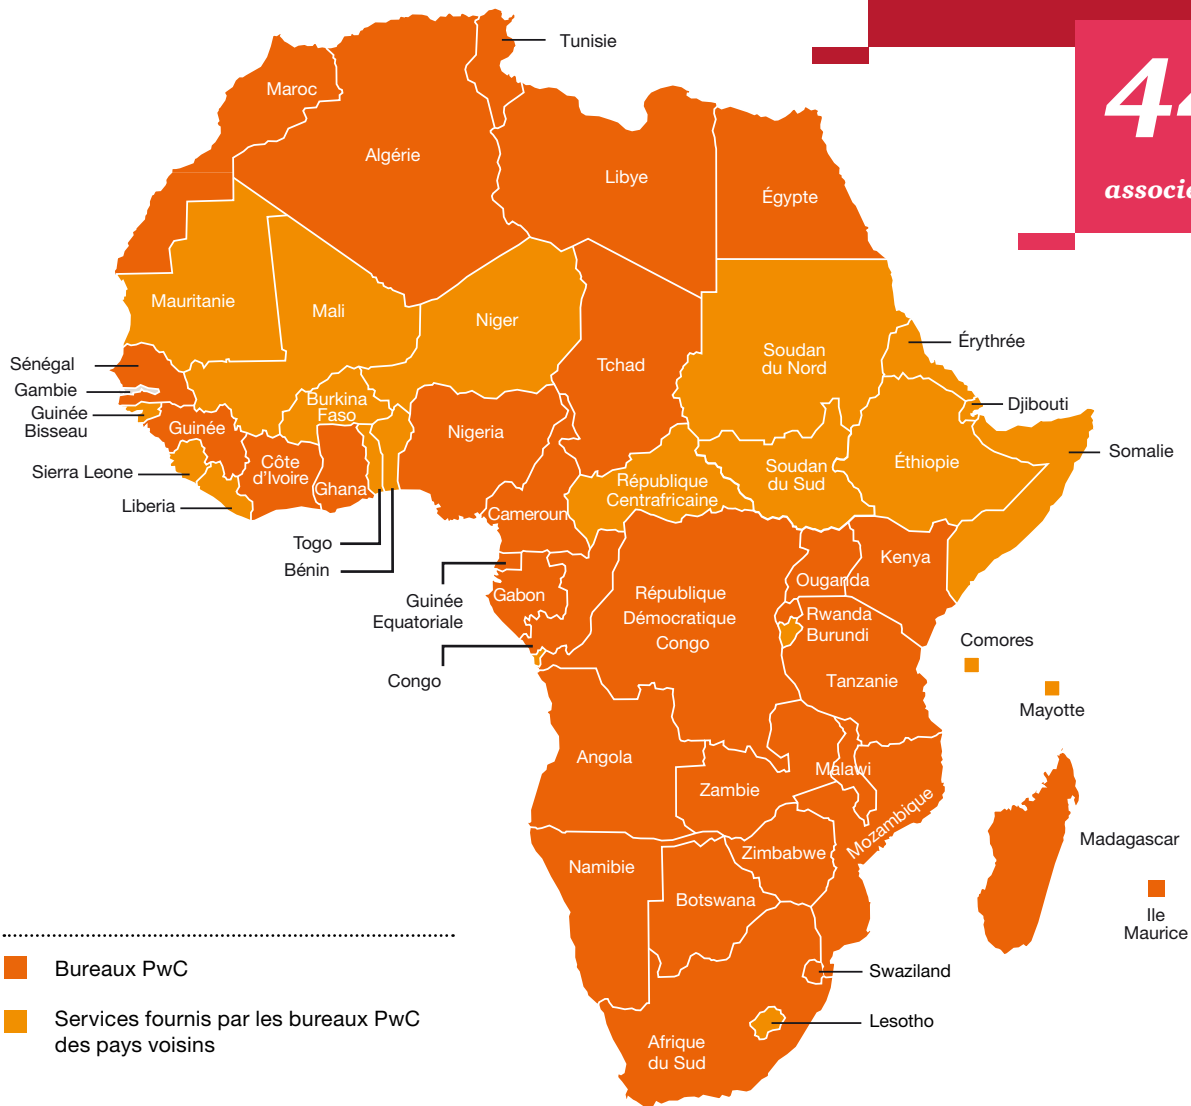 Tunisie
Maroc
Algérie
Libye
Égypte
Mauritanie
Mali
Niger
Tchad
Soudan
du Nord
Érythrée
Sénégal
Gambie
Guinée
Bisseau
Guinée
Burkina
Faso
Nigeria
Djibouti
Somalie
Éthiopie
Soudan
du Sud
République
Centrafricaine
Sierra Leone
Côte
d'Ivoire
Ghana
Liberia
Cameroun
Togo
Bénin
Guinée
Equatoriale
Gabon
Congo
République
Démocratique
Congo
Ouganda
Kenya
Rwanda
Burundi
Tanzanie
Comores
Mayotte
Angola
Zambie
Malawi
Mozambique
Madagascar
Ile
Maurice
Namibie
Zimbabwe
Botswana
Swaziland
Lesotho
Afrique
du Sud
Bureaux PwC
Services fournis par les bureaux PwC
des pays voisins